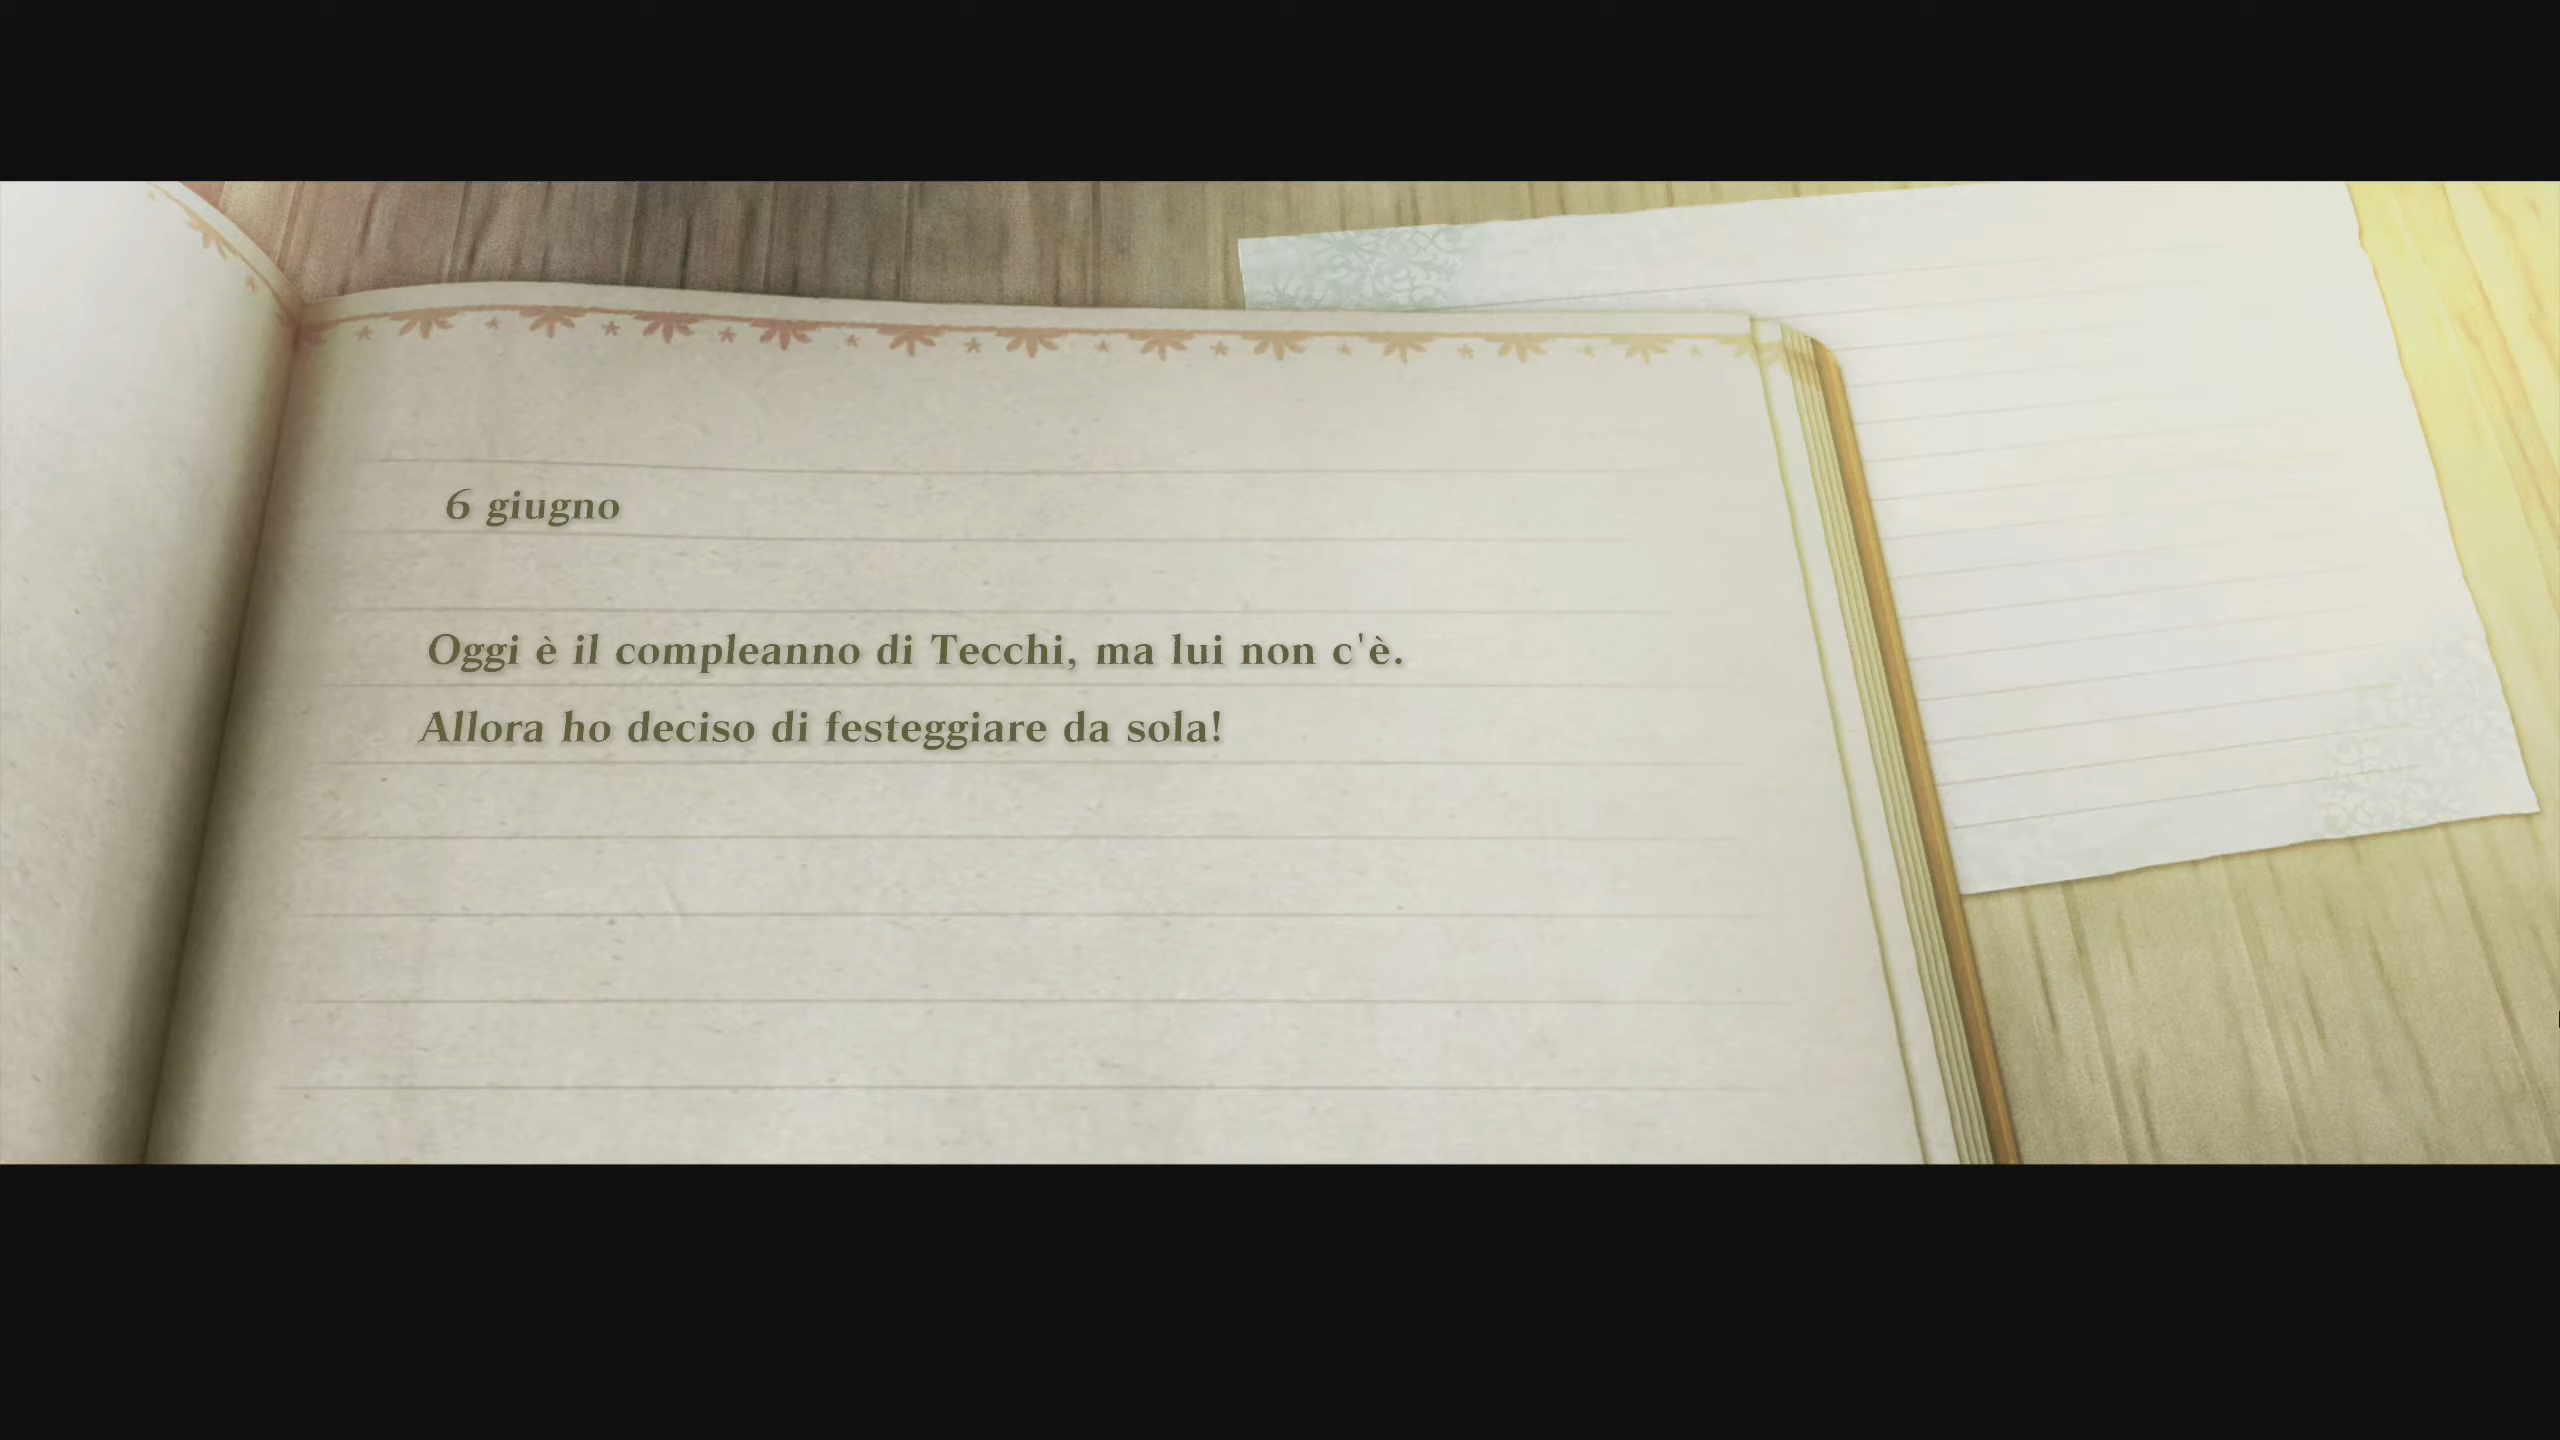 6 giugno
Oggi è il compleanno di Tecchi, ma lui non c'è.
Allora ho deciso di festeggiare da sola!